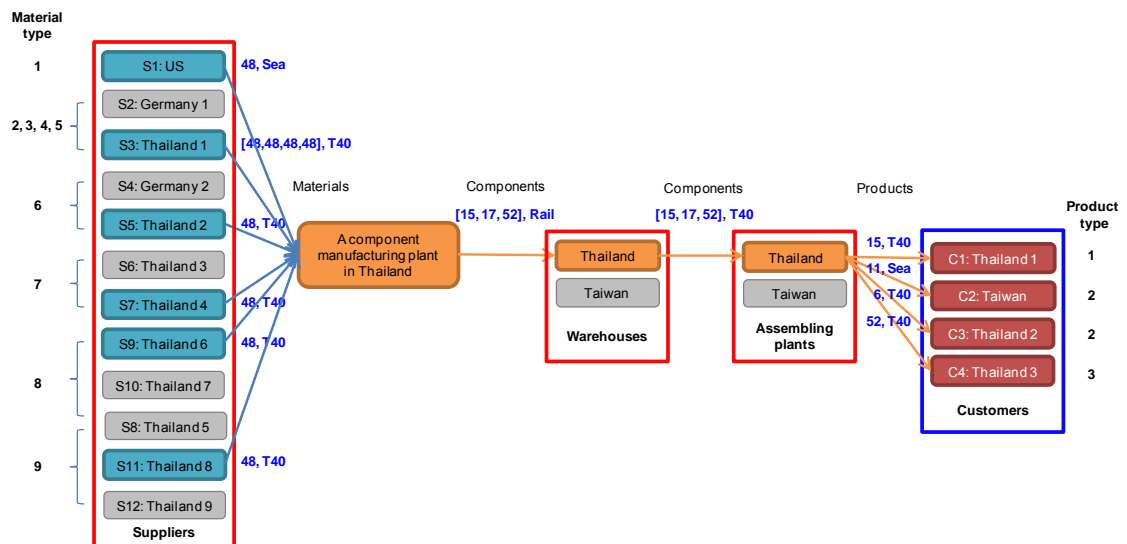 Material
type
1
2, 3, 4, 5
6
7
8
9
S1: US
S2: Germany 1
S3: Thailand 1
S4: Germany 2
S5: Thailand 2
S6: Thailand 3
S7: Thailand 4
S9: Thailand 6
S10: Thailand 7
S8: Thailand 5
S11: Thailand 8
S12: Thailand 9
Suppliers
48, Sea
[48,48,48,48], T40
48, T40
48, T40
48, T40
48, T40
Materials
A component
manufacturing plant
in Thailand
Components
[15, 17, 52], Rail
Thailand
Taiwan
Warehouses
Components
[15, 17, 52], T40
Thailand
Taiwan
Assembling
plants
Products
15, T40
11, Sea
6, T40
52, T40
C1: Thailand 1
C2: Taiwan
C3: Thailand 2
C4: Thailand 3
Customers
Product
type
1
2
2
3